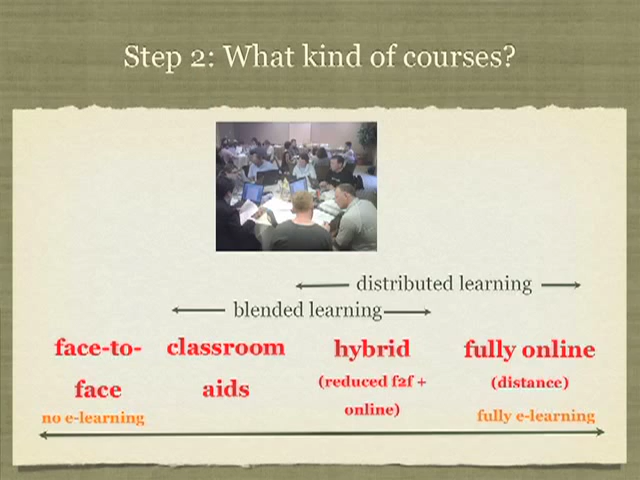 Step 2: What kind of courses?
distributed learning
blended learning
face-to-
face
no e-learning
classroom
aids
hybrid
(reduced f2f +
online)
fully online
(distance)
fully e-learning